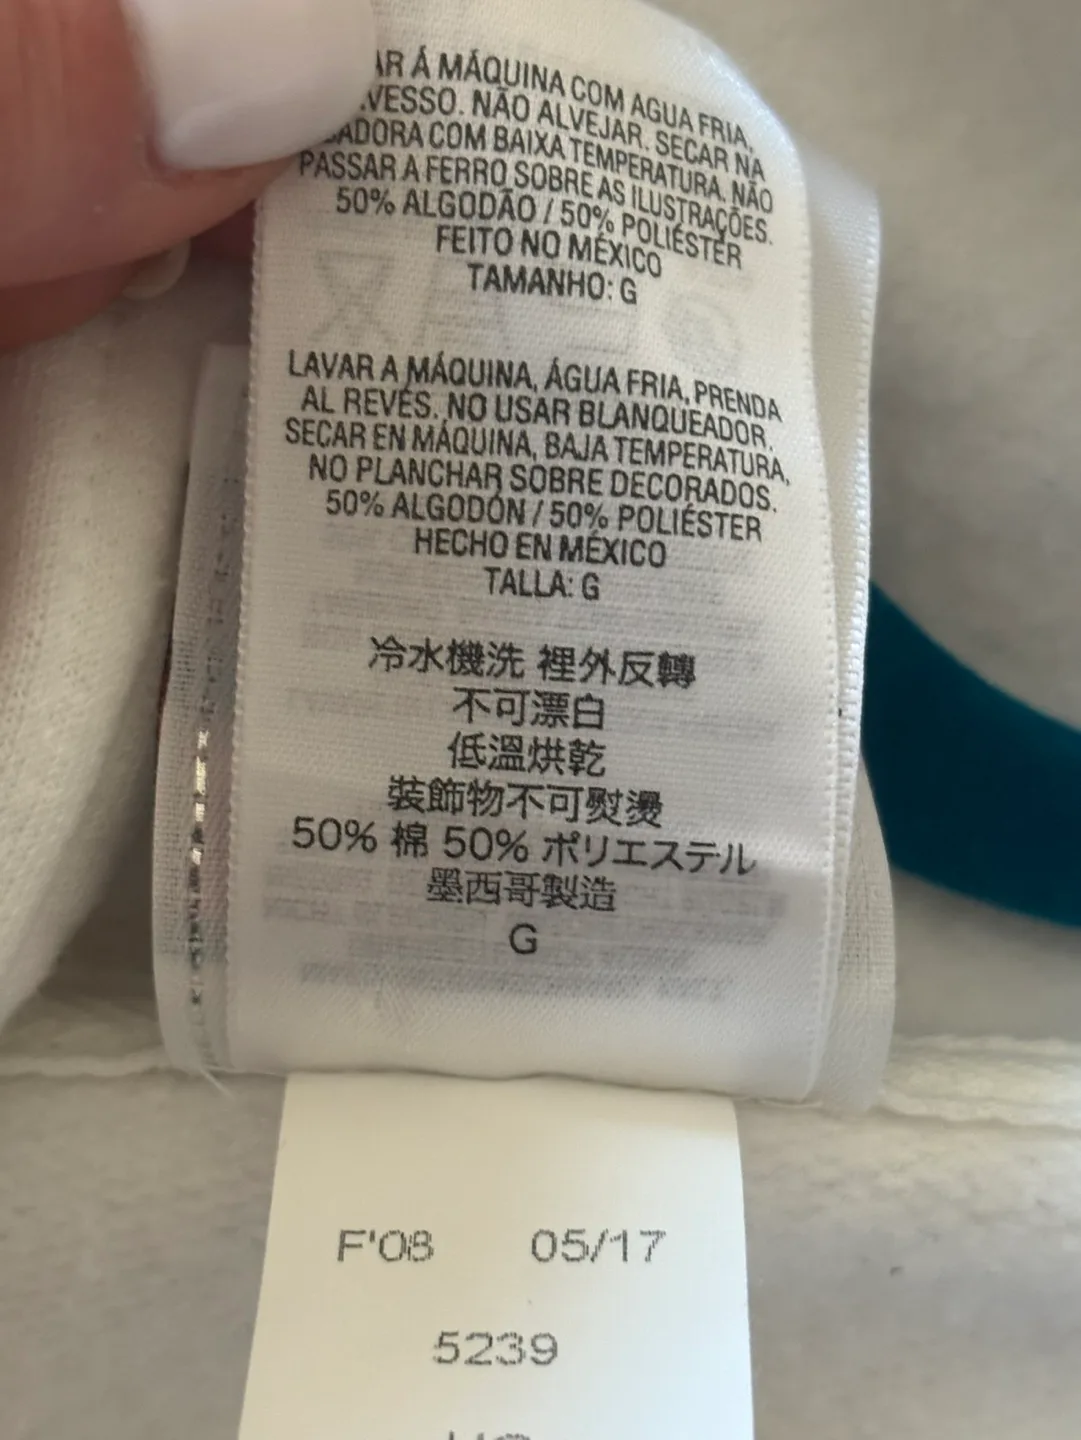 Á MÁQUINA COM AGUA FRIA,
NÃO ALVEJAR. SECAR NA
COM BAIXA TEMPERATURA. NÃO
PASSAR A FERRO SOBRE AS ILUSTRAÇÕES.
50% ALGODÃO / 50% POLIÉSTER
FEITO NO MÉXICO
TAMANHO: G
LAVAR A MÁQUINA, ÁGUA FRIA, PRENDA
AL REVÉS. NO USAR BLANQUEADOR.
SECAR EN MÁQUINA, BAJA TEMPERATURA,
NO PLANCHAR SOBRE DECORADOS.
50% ALGODÓN / 50% POLIÉSTER
HECHO EN MÉXICO
TALLA: G
冷水機洗 裡外反轉
不可漂白
低溫烘乾
裝飾物不可熨燙
50% 棉 50% ポリエステル
墨西哥製造
G
F'08 05/17
5239